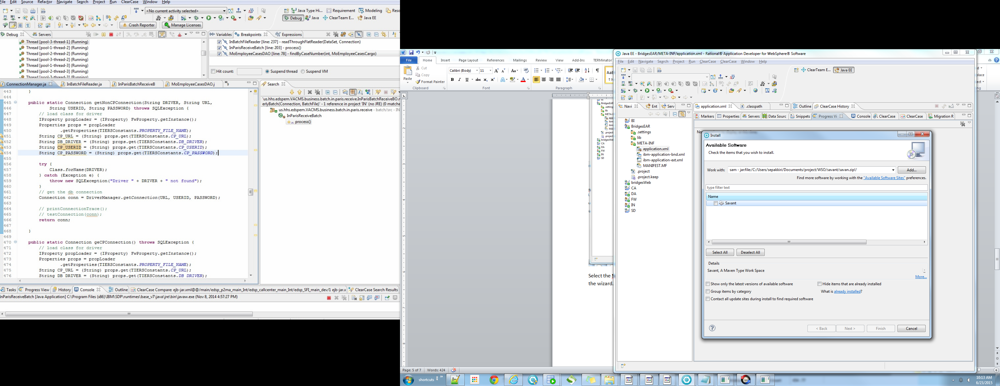 File Edit Source Refactor Navigate Search Project Run ClearCase Window Help
<No current activity selected>
Java Type Hi... Requirement Modeling Reso
Debug Java ClearTeam E... Java EE
Crash Reporter Manage Licenses
Debug Servers
Thread [pool-3-thread-1] (Running)
Thread [pool-1-thread-2] (Running)
Thread [pool-2-thread-2] (Running)
Thread [pool-3-thread-2] (Running)
Thread [pool-1-thread-3] (Running)
Thread [pool-2-thread-3] (Running)
Thread [pool-3-thread-3] (Running)
(x)= Variables Breakpoints Expressions
InBatchFileReader [line: 237] - readThroughFlatReader(DataSet, Connection)
InParisReceiveBatch [line: 203] - process()
MoEmployeeCasesDAO [line: 78] - findByCaseNumber(int, MoEmployeeCasesCargo)
Hit count: Suspend thread Suspend VM
ConnectionManager.ja InBatchFileReader.ja InParisBatchReceiveB MoEmployeeCasesDAO.j »9
443 }
444
445 public static Connection getNonCPConnection(String DRIVER, String URL,
446 String USERID, String PASSWORD) throws SQLException {
447 // load class for driver
448 IProperty propLoader = (IProperty) FwProperty.getInstance();
449 Properties props = propLoader
450 .getProperties(TIERSConstants.PROPERTY_FILE_NAME);
451 String CP_URL = (String) props.get(TIERSConstants.CP_URL);
452 String DB_DRIVER = (String) props.get(TIERSConstants.DB_DRIVER);
453 String CP_USERID = (String) props.get(TIERSConstants.CP_USERID);
454 String CP_PASSWORD = (String) props.get(TIERSConstants.CP_PASSWORD);
455
456 try {
457 Class.forName(DRIVER);
458 } catch (Exception e) {
459 throw new SQLException("Driver " + DRIVER + " not found");
460 }
461 // get the db connection
462 Connection conn = DriverManager.getConnection(URL, USERID, PASSWORD);
463
464 // printConnectionTrace();
465 // testConnection(conn);
466 return conn;
467
468 }
469
470 public static Connection geCPConnection() throws SQLException {
471 // load class for driver
472 IProperty propLoader = (IProperty) FwProperty.getInstance();
473 Properties props = propLoader
474 .getProperties(TIERSConstants.PROPERTY_FILE_NAME);
475 String CP_URL = (String) props.get(TIERSConstants.CP_URL);
476 String DB_DRIVER = (String) props.get(TIERSConstants.DB_DRIVER);
Search
'us.hhs.edspem.VACMS.business.batch.in.paris.receive.InParisBatchReceiveBO.r
erlyBatch(Connection, BatchFile)' - 1 reference in project 'IN' (no JRE) (0 matche
us.hhs.edspem.VACMS.business.batch.in.paris.receive - batch/src - IN
InParisReceiveBatch
process()
Tasks Progress View History Console Outline ClearCase Compare: ejb-jar.xml@@/main/edsp_p2ma_main_Int/edsp_callcenter_main_Int/edsp_SFI_main_dev/1 ejb-jar.x ClearCase Search Results
InParisReceiveBatch [Java Application] C:\Program Files (x86)\IBM\SDP\runtimes\base_v7\java\jre\bin\javaw.exe (Nov 8, 2014 4:57:27 PM)
File Home Insert Page Layout References Mailings Review View Add-Ins TERMinator
Paste
Cut
Copy
Format Painter
Clipboard
Calibri (Body) 11
Font
Paragraph
Select the
the wizard.
Page: 5 of 7 Words: 424
Java EE - BridgesEAR/META-INF/application.xml - Rational® Application Developer for WebSphere® Software
File Edit Navigate Search Project Run ClearCase ClearCase Window Help
ClearTeam E... Java EE
Navi Ent Serv
BI
BridgesEAR
.settings
lib
META-INF
application.xml
ibm-application-bnd.xml
ibm-application-ext.xml
MANIFEST.MF
.project
.project.keep
bridgesWeb
CA
DA
FW
IN
SD
application.xml .classpath
Outline ClearCase History
Markers Properties Servers Data Sourc Snippets Progress Vi Console ClearCase ClearCase Migration R
Install
Available Software
Check the items that you wish to install.
Work with: sam - jar:file:/C:/Users/sepakkiri/Documents/project/WSO/savant/savan.zip!/ Add...
Find more software by working with the "Available Software Sites" preferences.
type filter text
Name
Savant
Select All Deselect All
Details
Savant, A Maven Type Work Space
More...
Show only the latest versions of available software Hide items that are already installed
Group items by category What is already installed?
Contact all update sites during install to find required software
< Back Next > Finish Cancel
shortcuts
10:13 AM
6/23/2015